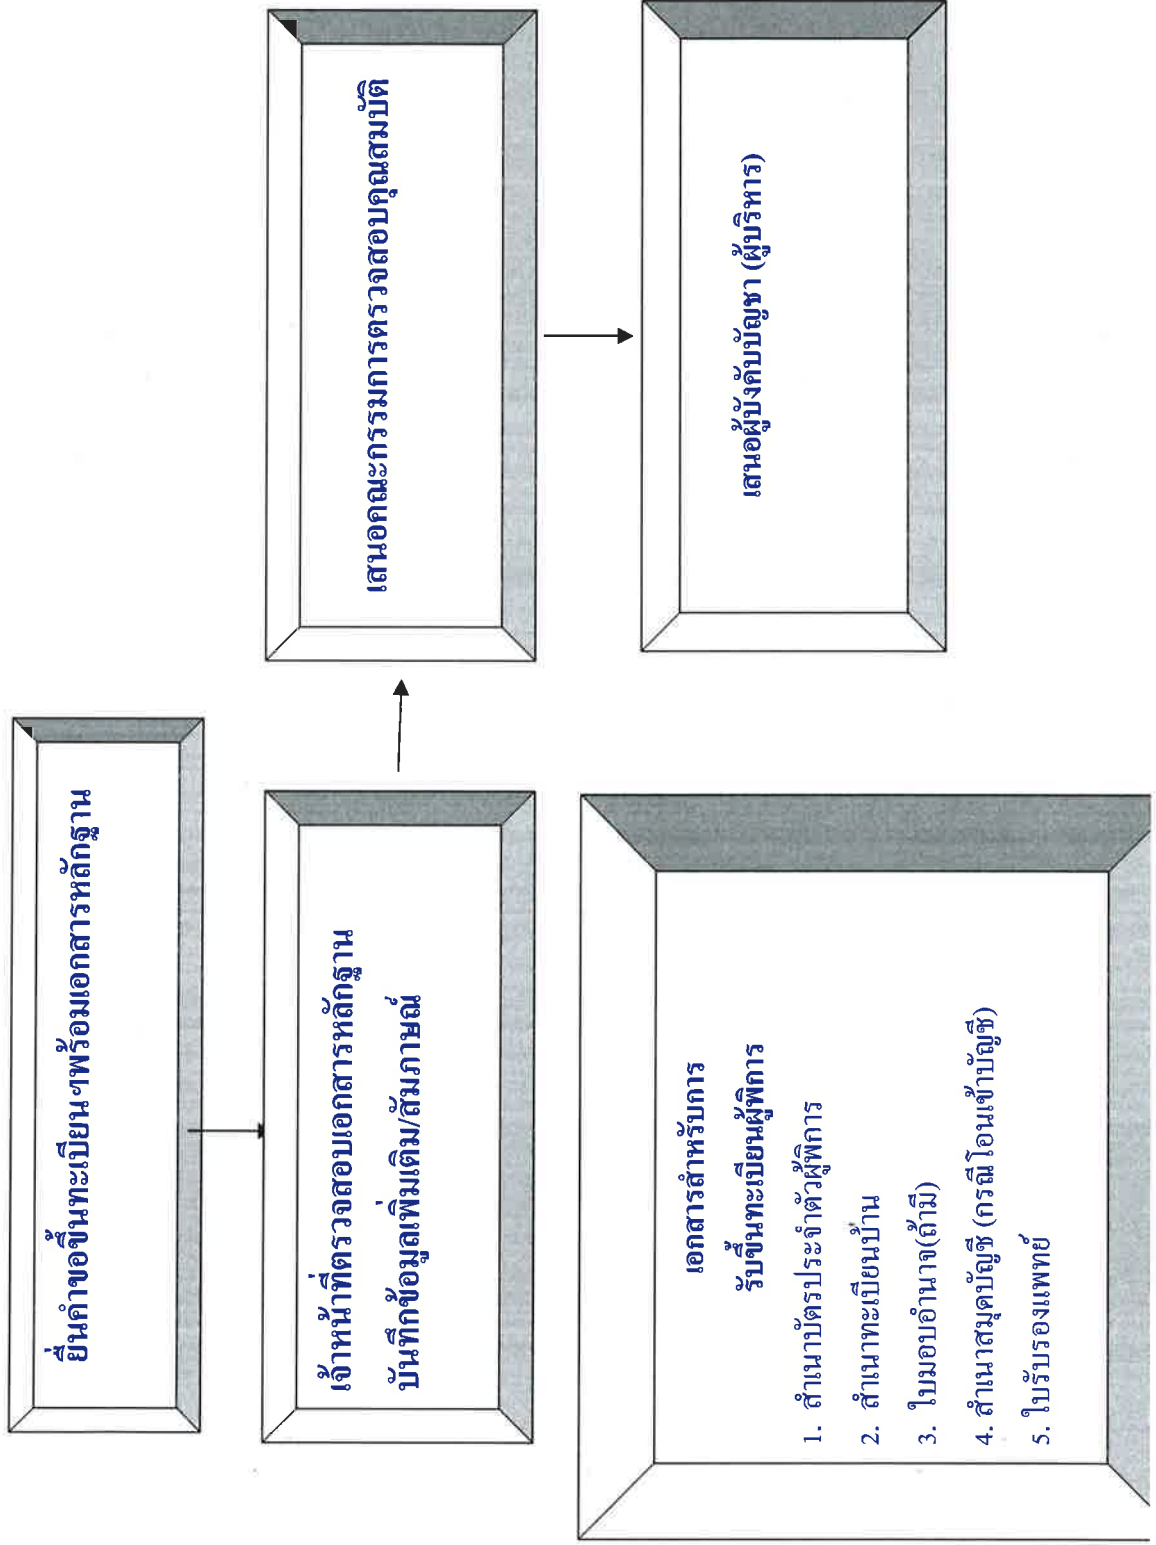 ยื่นคำขอขึ้นทะเบียนฯพร้อมเอกสารหลักฐาน
เจ้าหน้าที่ตรวจสอบเอกสารหลักฐาน
บันทึกข้อมูลเพิ่มเติม/สัมภาษณ์
เสนอคณะกรรมการตรวจสอบคุณสมบัติ
เสนอผู้บังคับบัญชา (ผู้บริหาร)
เอกสารสำหรับการ
รับขึ้นทะเบียนผู้พิการ
1. สำเนาบัตรประจำตัวผู้พิการ
2. สำเนาทะเบียนบ้าน
3. ใบมอบอำนาจ(ถ้ามี)
4. สำเนาสมุดบัญชี (กรณีโอนเข้าบัญชี)
5. ใบรับรองแพทย์